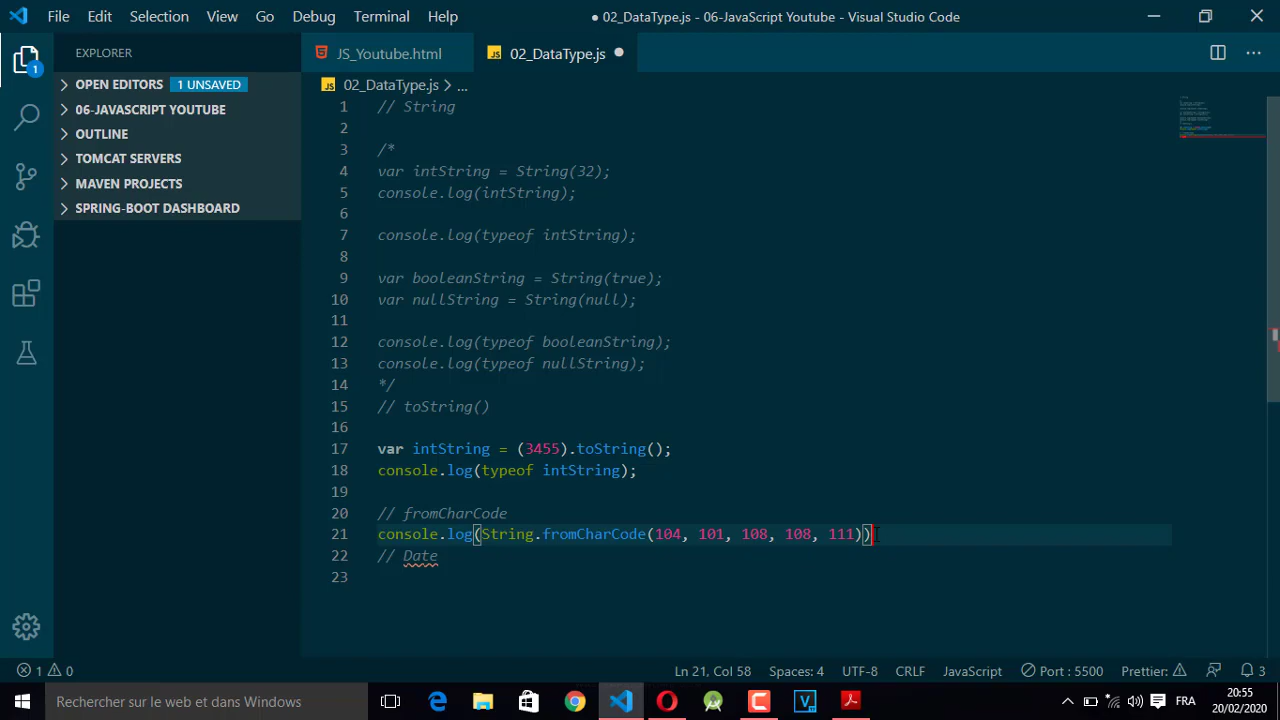 File Edit Selection View Go Debug Terminal Help
● 02_DataType.js - 06-JavaScript Youtube - Visual Studio Code
EXPLORER
JS_Youtube.html
JS 02_DataType.js
1
OPEN EDITORS 1 UNSAVED
06-JAVASCRIPT YOUTUBE
OUTLINE
TOMCAT SERVERS
MAVEN PROJECTS
SPRING-BOOT DASHBOARD
JS 02_DataType.js > ...
1 // String
2
3 /*
4 var intString = String(32);
5 console.log(intString);
6
7 console.log(typeof intString);
8
9 var booleanString = String(true);
10 var nullString = String(null);
11
12 console.log(typeof booleanString);
13 console.log(typeof nullString);
14 */
15 // toString()
16
17 var intString = (3455).toString();
18 console.log(typeof intString);
19
20 // fromCharCode
21 console.log(String.fromCharCode(104, 101, 108, 108, 111))
22 // Date
23
1 0
Ln 21, Col 58 Spaces: 4 UTF-8 CRLF JavaScript Port : 5500 Prettier: 3
Rechercher sur le web et dans Windows
FRA
20:55
20/02/2020